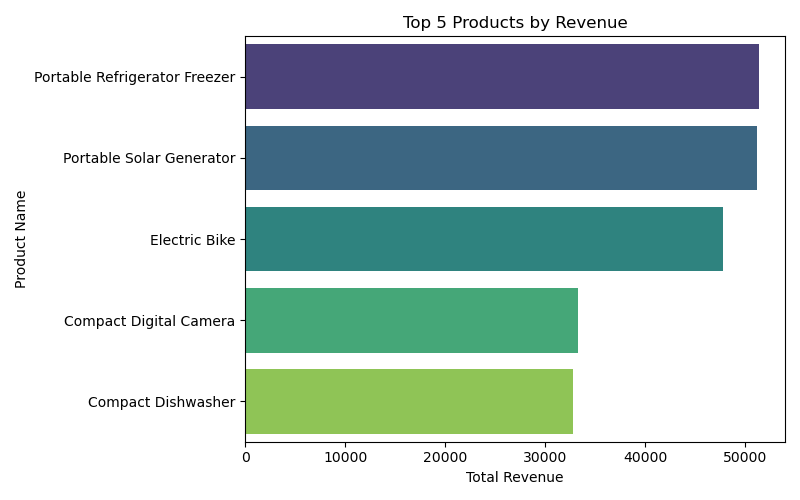 Top 5 Products by Revenue
Product Name
Portable Refrigerator Freezer
Portable Solar Generator
Electric Bike
Compact Digital Camera
Compact Dishwasher
0 10000 20000 30000 40000 50000
Total Revenue